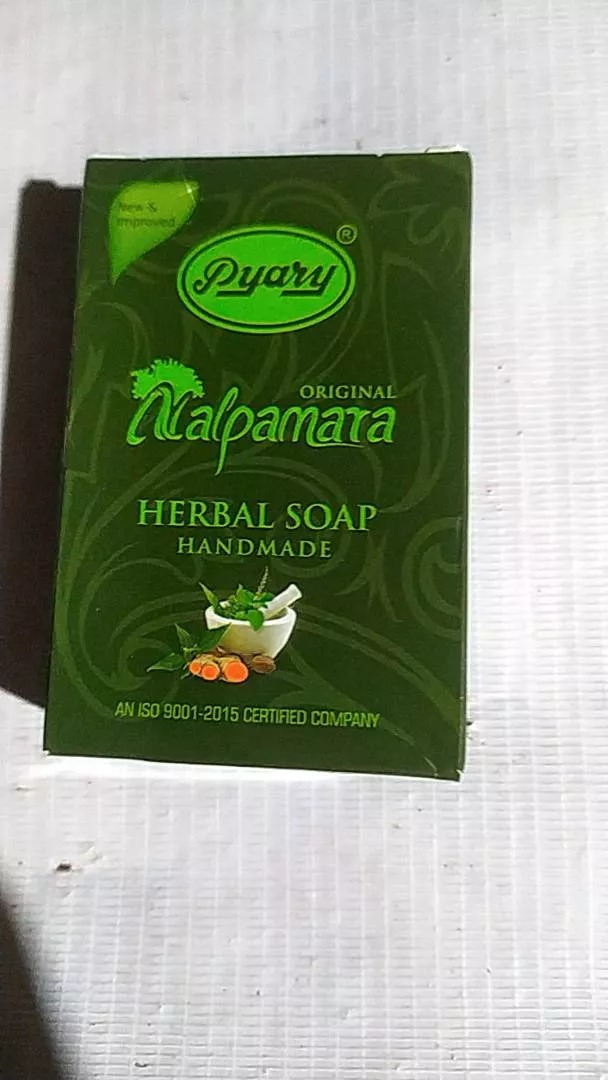 New &
Improved
Pyary ®
ORIGINAL
Nalpamara
HERBAL SOAP
HANDMADE
AN ISO 9001-2015 CERTIFIED COMPANY